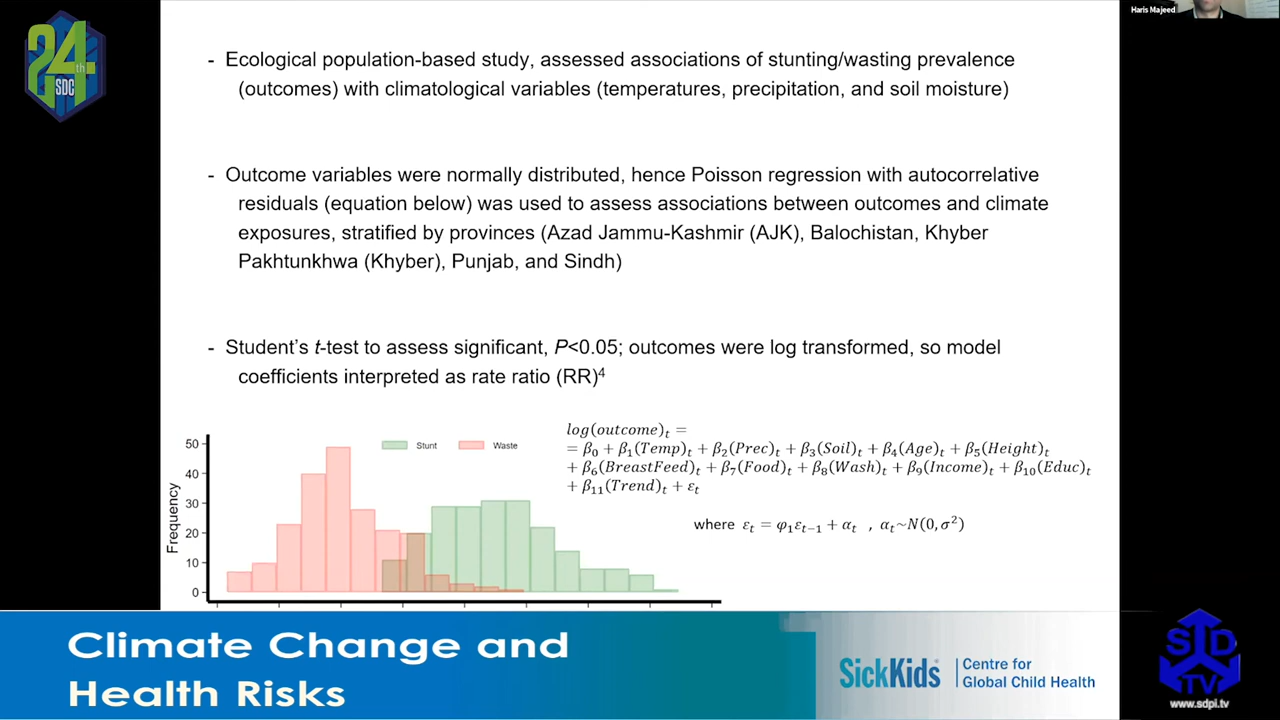 Haris Majeed
24th
SDC
- Ecological population-based study, assessed associations of stunting/wasting prevalence
(outcomes) with climatological variables (temperatures, precipitation, and soil moisture)
- Outcome variables were normally distributed, hence Poisson regression with autocorrelative
residuals (equation below) was used to assess associations between outcomes and climate
exposures, stratified by provinces (Azad Jammu-Kashmir (AJK), Balochistan, Khyber
Pakhtunkhwa (Khyber), Punjab, and Sindh)
- Student's t-test to assess significant, P<0.05; outcomes were log transformed, so model
coefficients interpreted as rate ratio (RR)⁴
Frequency
50
40
30
20
10
0
Stunt
Waste
log(outcome)ₜ =
= β₀ + β₁(Temp)ₜ + β₂(Prec)ₜ + β₃(Soil)ₜ + β₄(Age)ₜ + β₅(Height)ₜ
+ β₆(BreastFeed)ₜ + β₇(Food)ₜ + β₈(Wash)ₜ + β₉(Income)ₜ + β₁₀(Educ)ₜ
+ β₁₁(Trend)ₜ + εₜ
where εₜ = φ₁εₜ₋₁ + αₜ , αₜ~N(0, σ²)
Climate Change and
Health Risks
SickKids®
Centre for
Global Child Health
SD
TV
www.sdpi.tv